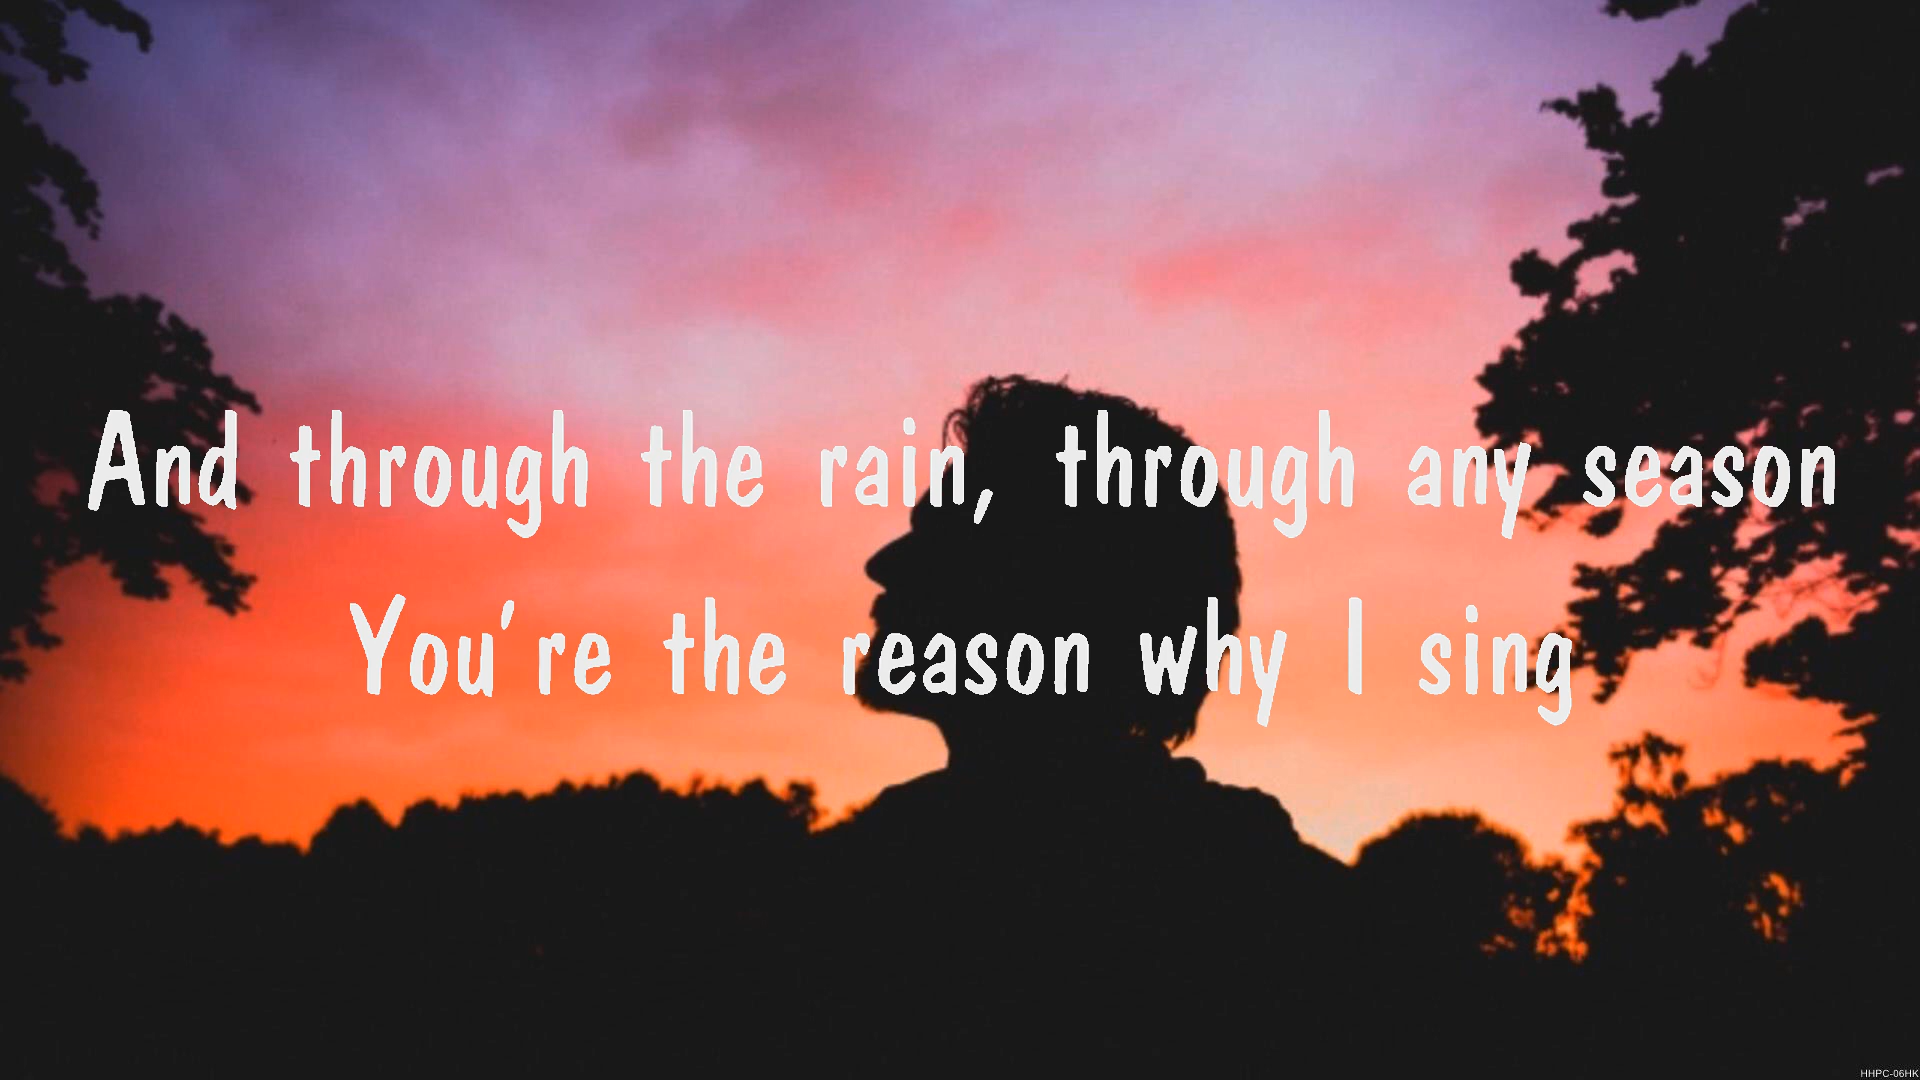 And through the rain, through any season
You're the reason why I sing
HHPC-06HK